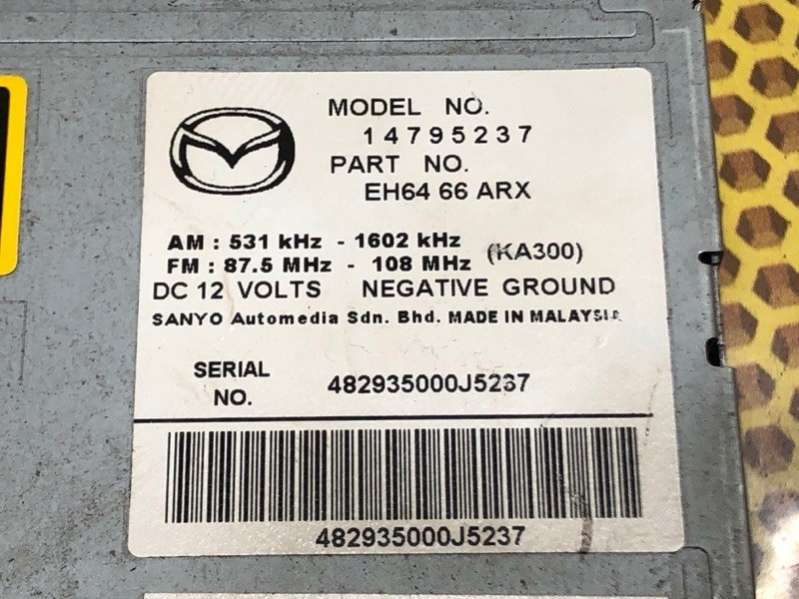 MODEL NO.
14795237
PART NO.
EH64 66 ARX
AM : 531 kHz - 1602 kHz (KA300)
FM : 87.5 MHz - 108 MHz
DC 12 VOLTS NEGATIVE GROUND
SANYO Automedia Sdn. Bhd. MADE IN MALAYSIA
SERIAL NO. 482935000J5237
482935000J5237